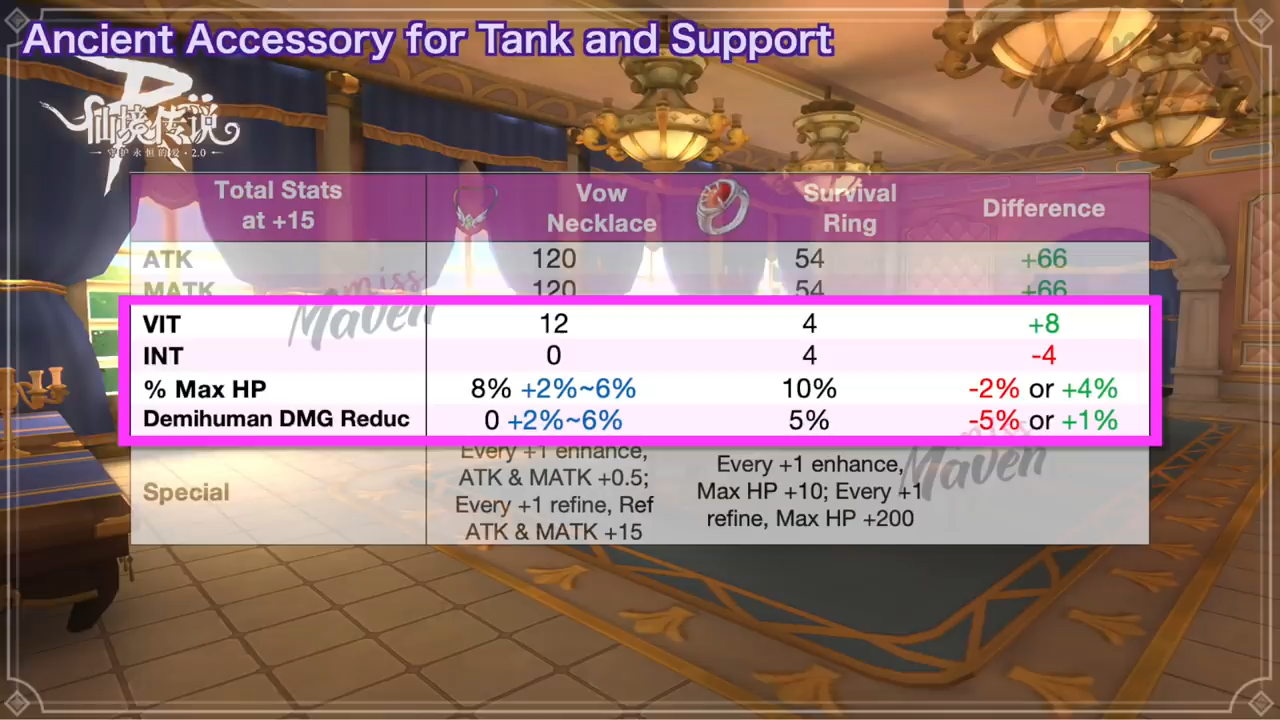 Ancient Accessory for Tank and Support
仙境传说
守护永恒的爱·2.0
Total Stats at +15 Vow Necklace Survival Ring Difference
ATK 120 54 +66
MATK 120 54 +66
miss Maven
VIT 12 4 +8
INT 0 4 -4
% Max HP 8% +2%~6% 10% -2% or +4%
Demihuman DMG Reduc 0 +2%~6% 5% -5% or +1%
Special
Every +1 enhance,
ATK & MATK +0.5;
Every +1 refine, Ref
ATK & MATK +15
Every +1 enhance,
Max HP +10; Every +1
refine, Max HP +200
miss Maven